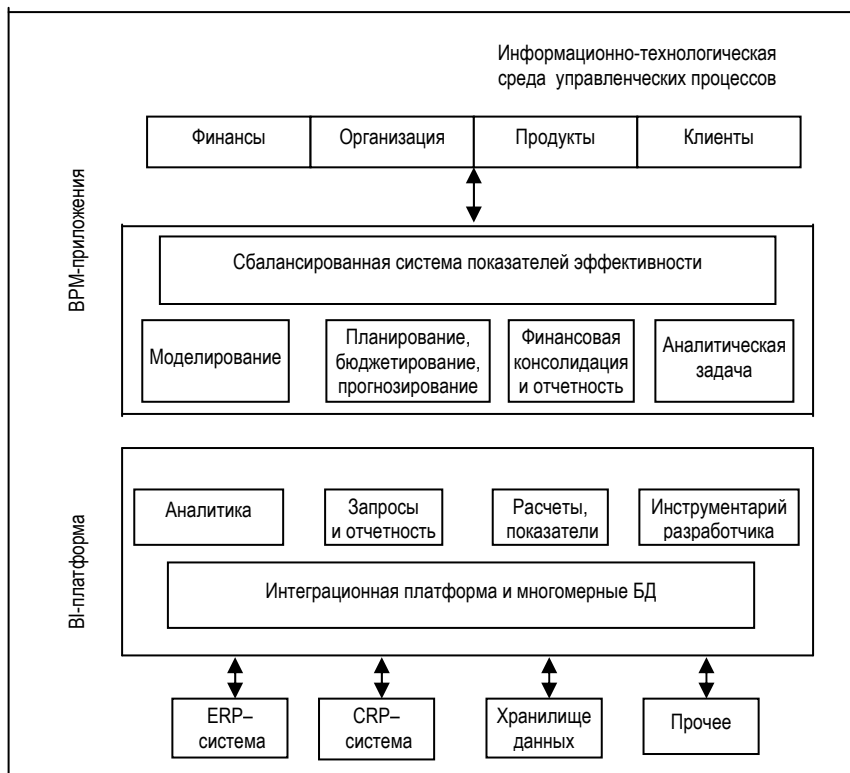 Информационно-технологическая
среда управленческих процессов
Финансы
Организация
Продукты
Клиенты
BPM-приложения
Сбалансированная система показателей эффективности
Моделирование
Планирование,
бюджетирование,
прогнозирование
Финансовая
консолидация
и отчетность
Аналитическая
задача
BI-платформа
Аналитика
Запросы
и отчетность
Расчеты,
показатели
Инструментарий
разработчика
Интеграционная платформа и многомерные БД
ERP–
система
CRP–
система
Хранилище
данных
Прочее